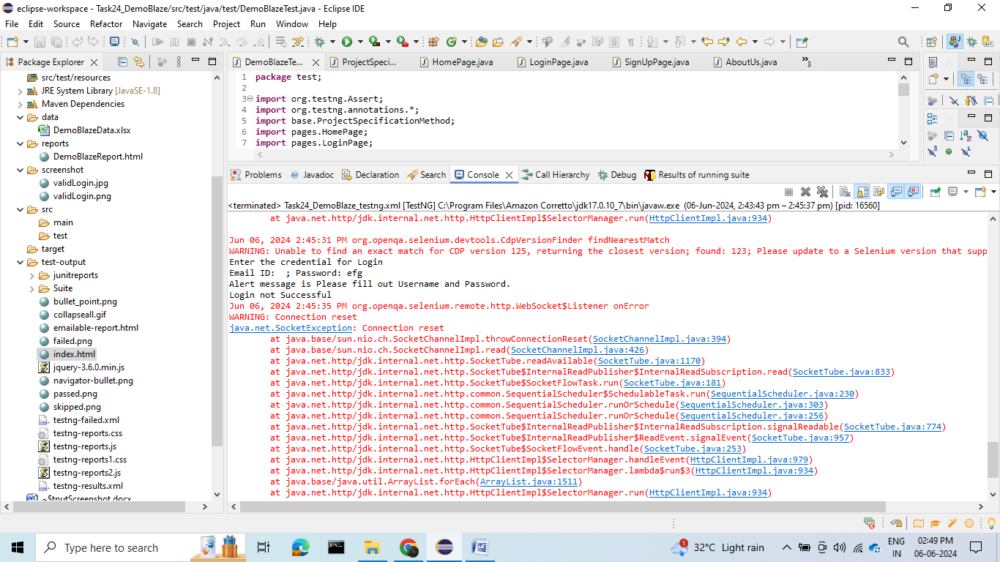 eclipse-workspace - Task24_DemoBlaze/src/test/java/test/DemoBlazeTest.java - Eclipse IDE
File Edit Source Refactor Navigate Search Project Run Window Help
Package Explorer
src/test/resources
JRE System Library [JavaSE-1.8]
Maven Dependencies
data
DemoBlazeData.xlsx
reports
DemoBlazeReport.html
screenshot
validLogin.jpg
validLogin.png
src
main
test
target
test-output
junitreports
Suite
bullet_point.png
collapseall.gif
emailable-report.html
failed.png
index.html
jquery-3.6.0.min.js
navigator-bullet.png
passed.png
skipped.png
testng-failed.xml
testng-reports.css
testng-reports.js
testng-reports1.css
testng-reports2.js
testng-results.xml
~$tputScreenshot.docx
DemoBlazeTe... ProjectSpeci... HomePage.java LoginPage.java SignUpPage.java AboutUs.java »3
1 package test;
2
3 import org.testng.Assert;
4 import org.testng.annotations.*;
5 import base.ProjectSpecificationMethod;
6 import pages.HomePage;
7 import pages.LoginPage;
Problems @ Javadoc Declaration Search Console Call Hierarchy Debug Results of running suite
<terminated> Task24_DemoBlaze_testng.xml [TestNG] C:\Program Files\Amazon Corretto\jdk17.0.10_7\bin\javaw.exe (06-Jun-2024, 2:43:43 pm – 2:45:37 pm) [pid: 16560]
at java.net.http/jdk.internal.net.http.HttpClientImpl$SelectorManager.run(HttpClientImpl.java:934)
Jun 06, 2024 2:45:31 PM org.openqa.selenium.devtools.CdpVersionFinder findNearestMatch
WARNING: Unable to find an exact match for CDP version 125, returning the closest version; found: 123; Please update to a Selenium version that supp
Enter the credential for Login
Email ID:  ; Password: efg
Alert message is Please fill out Username and Password.
Login not Successful
Jun 06, 2024 2:45:35 PM org.openqa.selenium.remote.http.WebSocket$Listener onError
WARNING: Connection reset
java.net.SocketException: Connection reset
at java.base/sun.nio.ch.SocketChannelImpl.throwConnectionReset(SocketChannelImpl.java:394)
at java.base/sun.nio.ch.SocketChannelImpl.read(SocketChannelImpl.java:426)
at java.net.http/jdk.internal.net.http.SocketTube.readAvailable(SocketTube.java:1170)
at java.net.http/jdk.internal.net.http.SocketTube$InternalReadPublisher$InternalReadSubscription.read(SocketTube.java:833)
at java.net.http/jdk.internal.net.http.SocketTube$SocketFlowTask.run(SocketTube.java:181)
at java.net.http/jdk.internal.net.http.common.SequentialScheduler$SchedulableTask.run(SequentialScheduler.java:230)
at java.net.http/jdk.internal.net.http.common.SequentialScheduler.runOrSchedule(SequentialScheduler.java:303)
at java.net.http/jdk.internal.net.http.common.SequentialScheduler.runOrSchedule(SequentialScheduler.java:256)
at java.net.http/jdk.internal.net.http.SocketTube$InternalReadPublisher$InternalReadSubscription.signalReadable(SocketTube.java:774)
at java.net.http/jdk.internal.net.http.SocketTube$InternalReadPublisher$ReadEvent.signalEvent(SocketTube.java:957)
at java.net.http/jdk.internal.net.http.SocketTube$SocketFlowEvent.handle(SocketTube.java:253)
at java.net.http/jdk.internal.net.http.HttpClientImpl$SelectorManager.handleEvent(HttpClientImpl.java:979)
at java.net.http/jdk.internal.net.http.HttpClientImpl$SelectorManager.lambda$run$3(HttpClientImpl.java:934)
at java.base/java.util.ArrayList.forEach(ArrayList.java:1511)
at java.net.http/jdk.internal.net.http.HttpClientImpl$SelectorManager.run(HttpClientImpl.java:934)
Type here to search
1 32°C Light rain
ENG
IN
02:49 PM
06-06-2024